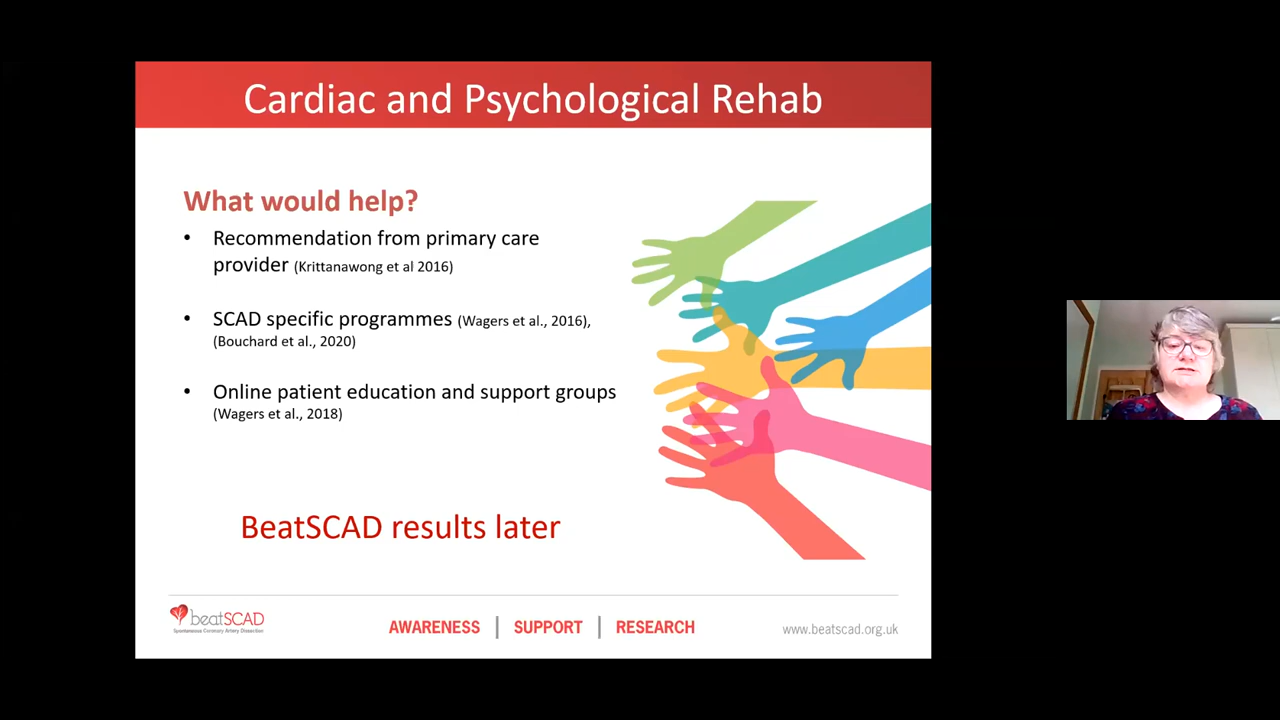 Cardiac and Psychological Rehab
What would help?
• Recommendation from primary care
provider (Krittanawong et al 2016)
• SCAD specific programmes (Wagers et al., 2016),
(Bouchard et al., 2020)
• Online patient education and support groups
(Wagers et al., 2018)
BeatSCAD results later
beatSCAD
Spontaneous Coronary Artery Dissection
AWARENESS | SUPPORT | RESEARCH
www.beatscad.org.uk